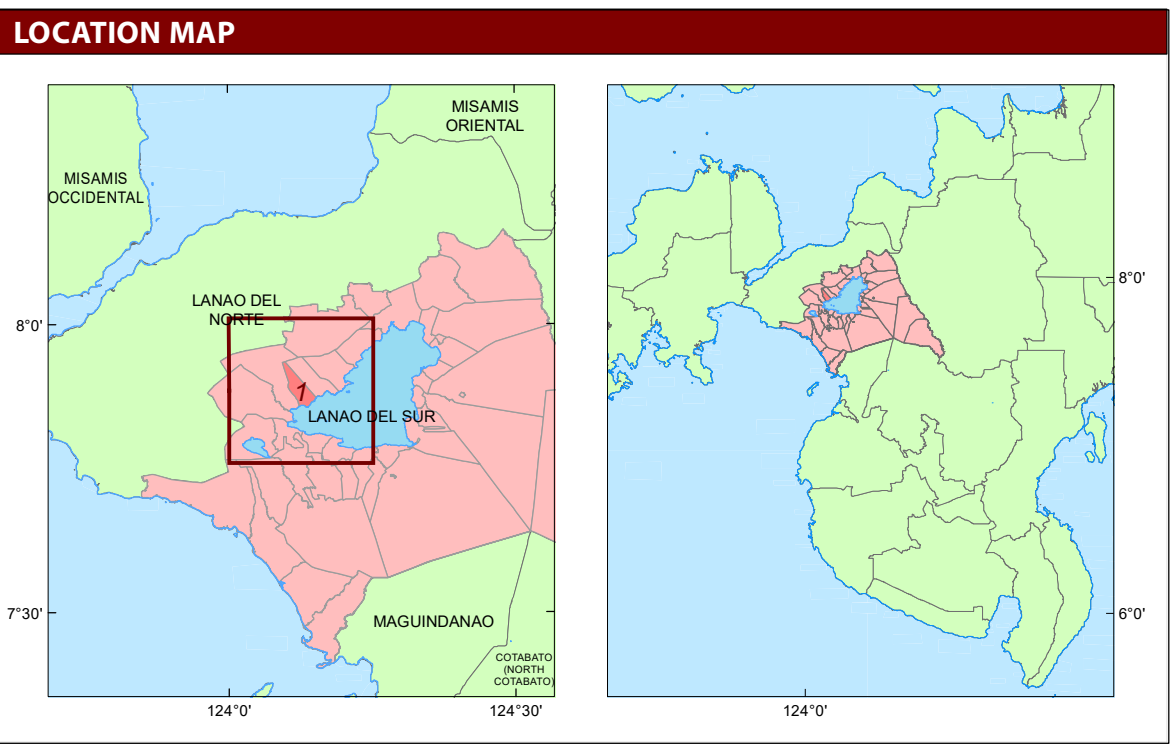 LOCATION MAP
MISAMIS
ORIENTAL
MISAMIS
OCCIDENTAL
LANAO DEL
NORTE
8°0'
1
LANAO DEL SUR
7°30'
MAGUINDANAO
COTABATO
(NORTH
COTABATO)
124°0'
124°30'
8°0'
6°0'
124°0'